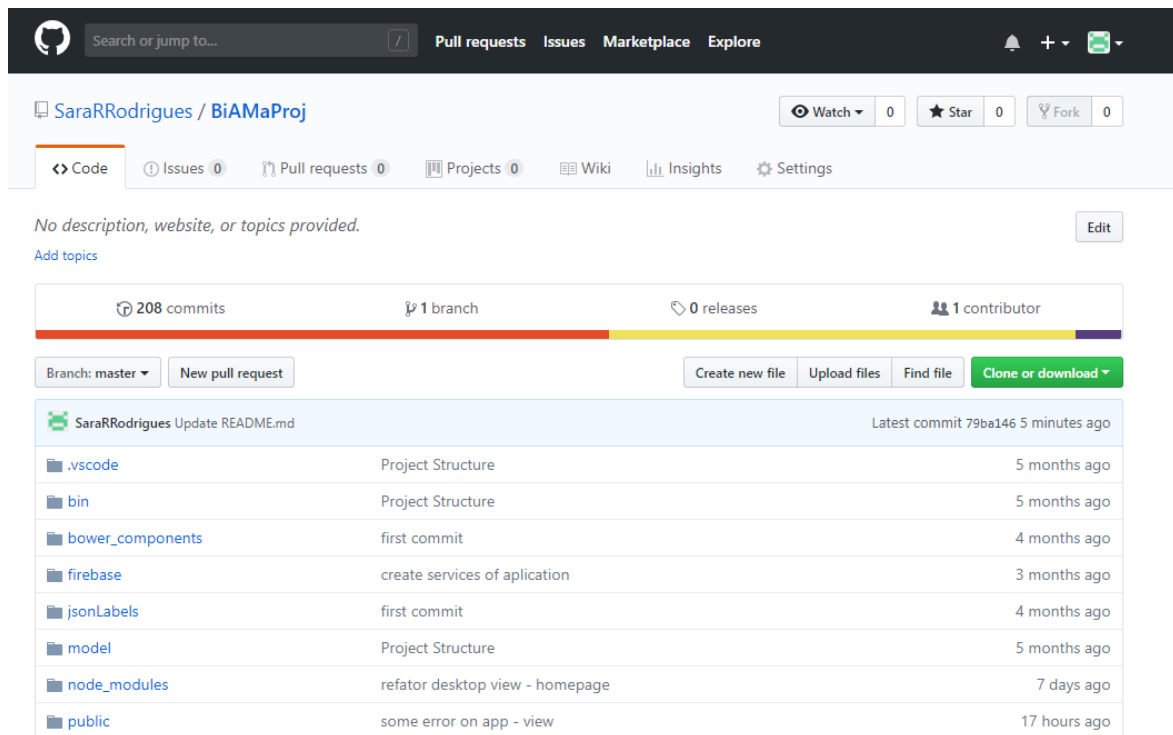 Search or jump to... / Pull requests Issues Marketplace Explore
SaraRRodrigues / BiAMaProj Watch 0 Star 0 Fork 0
Code Issues 0 Pull requests 0 Projects 0 Wiki Insights Settings
No description, website, or topics provided. Edit
Add topics
208 commits 1 branch 0 releases 1 contributor
Branch: master New pull request Create new file Upload files Find file Clone or download
SaraRRodrigues Update README.md Latest commit 79ba146 5 minutes ago
.vscode Project Structure 5 months ago
bin Project Structure 5 months ago
bower_components first commit 4 months ago
firebase create services of aplication 3 months ago
jsonLabels first commit 4 months ago
model Project Structure 5 months ago
node_modules refator desktop view - homepage 7 days ago
public some error on app - view 17 hours ago